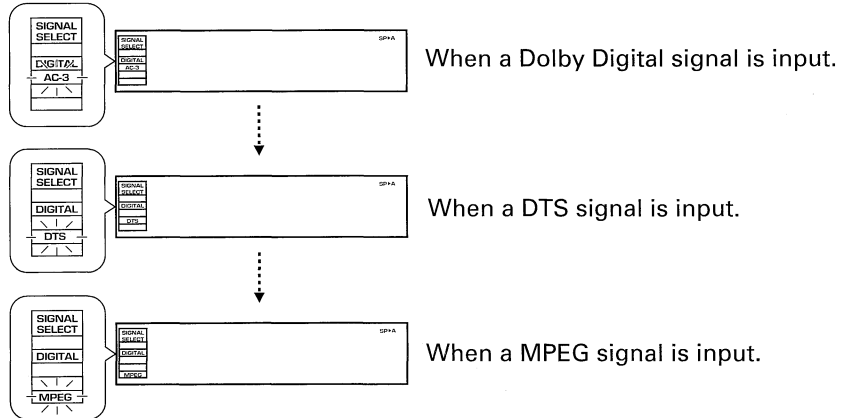 SIGNAL
SELECT
DIGITAL
AC-3
SIGNAL
SELECT
DIGITAL
AC-3
SP►A
When a Dolby Digital signal is input.
SIGNAL
SELECT
DIGITAL
DTS
SIGNAL
SELECT
DIGITAL
DTS
SP►A
When a DTS signal is input.
SIGNAL
SELECT
DIGITAL
MPEG
SIGNAL
SELECT
DIGITAL
MPEG
SP►A
When a MPEG signal is input.